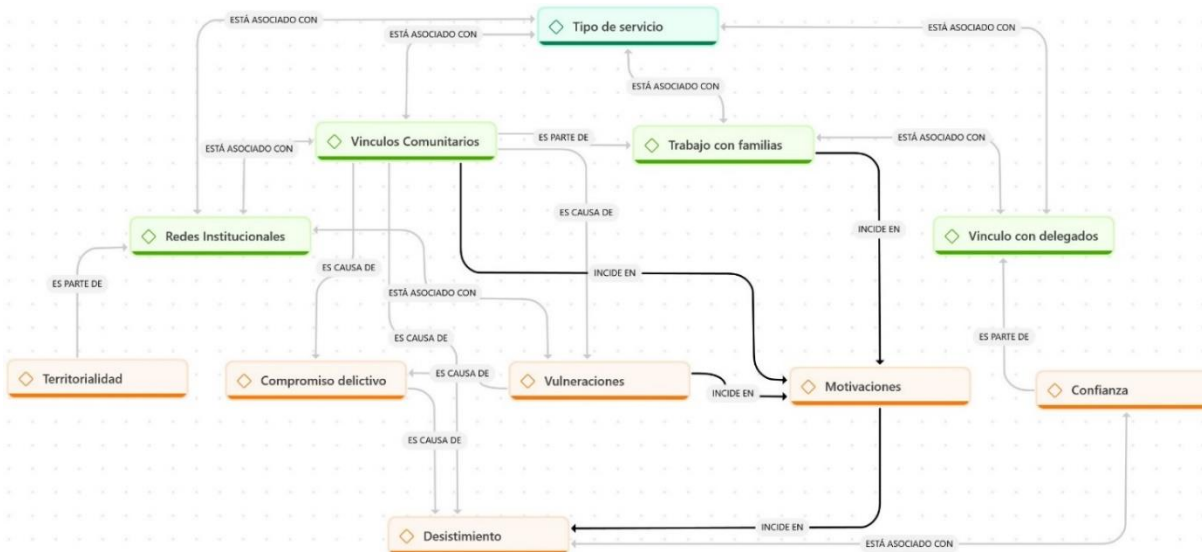 ESTÁ ASOCIADO CON
Tipo de servicio
ESTÁ ASOCIADO CON
ESTÁ ASOCIADO CON
ESTÁ ASOCIADO CON
Vinculos Comunitarios
ES PARTE DE
Trabajo con familias
ESTÁ ASOCIADO CON
ESTÁ ASOCIADO CON
ES CAUSA DE
Redes Institucionales
INCIDE EN
Vinculo con delegados
ES CAUSA DE
INCIDE EN
ES PARTE DE
ESTÁ ASOCIADO CON
ES CAUSA DE
ES PARTE DE
Territorialidad
Compromiso delictivo
ES CAUSA DE
Vulneraciones
INCIDE EN
Motivaciones
Confianza
ES CAUSA DE
Desistimiento
INCIDE EN
ESTÁ ASOCIADO CON